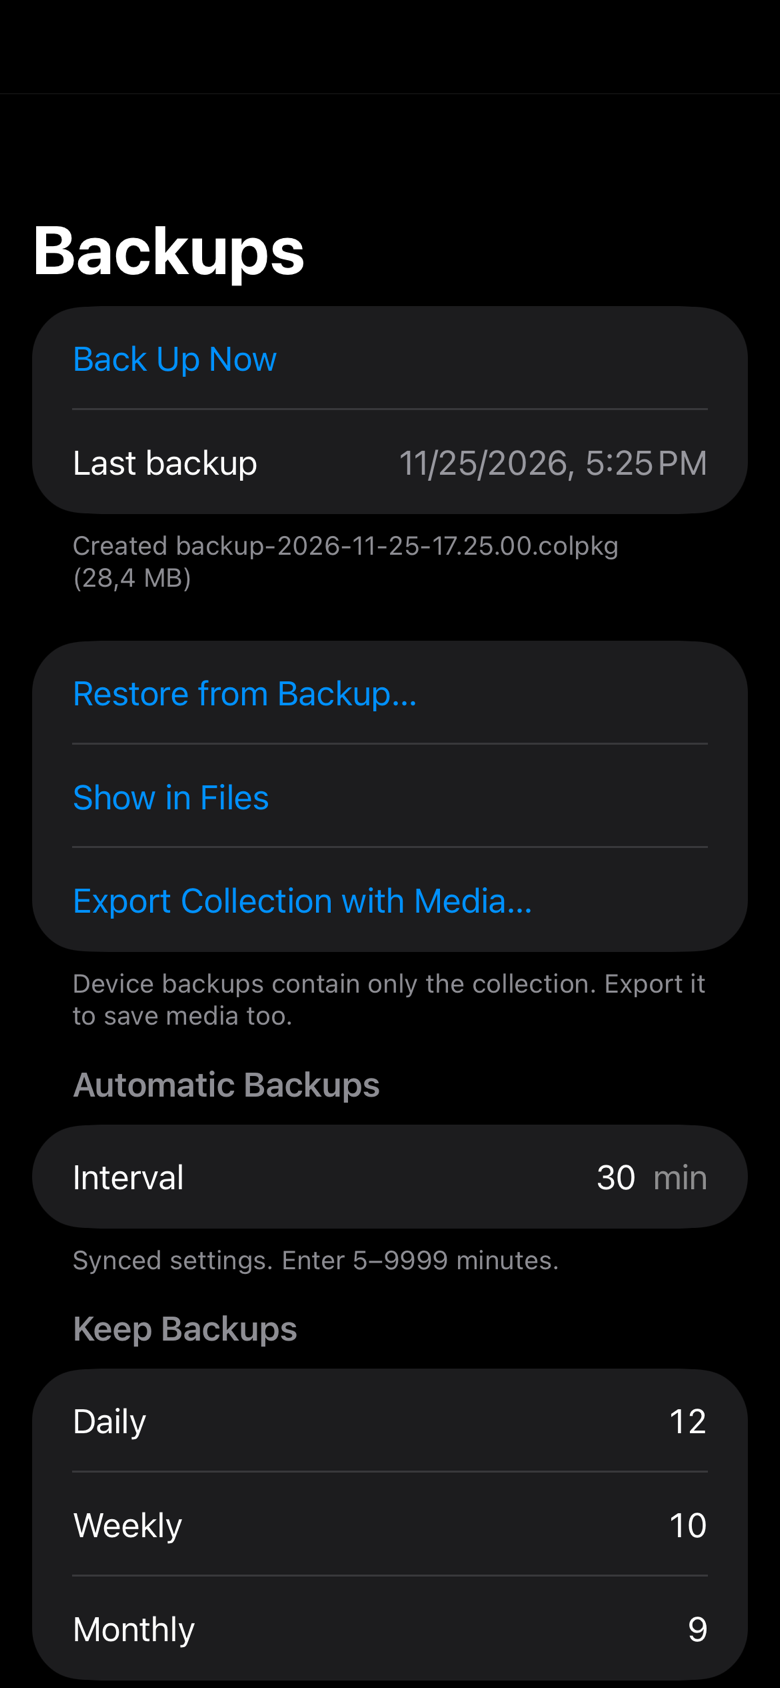 Backups
Back Up Now
Last backup 11/25/2026, 5:25 PM
Created backup-2026-11-25-17.25.00.colpkg
(28,4 MB)
Restore from Backup...
Show in Files
Export Collection with Media...
Device backups contain only the collection. Export it
to save media too.
Automatic Backups
Interval 30 min
Synced settings. Enter 5–9999 minutes.
Keep Backups
Daily 12
Weekly 10
Monthly 9